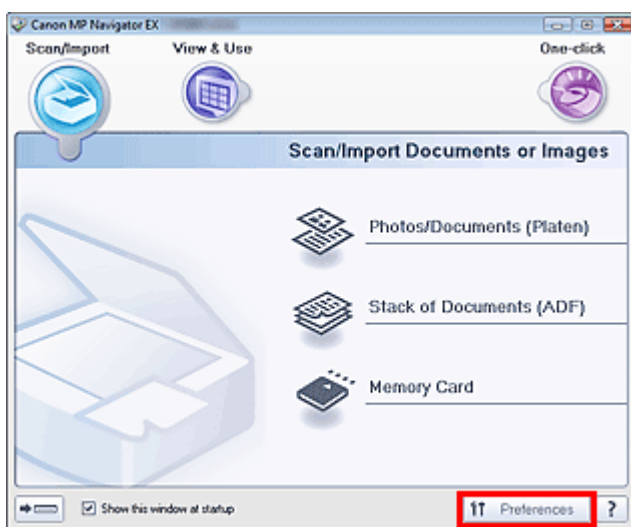 Canon MP Navigator EX
Scan/Import View & Use One-click
Scan/Import Documents or Images
Photos/Documents (Platen)
Stack of Documents (ADF)
Memory Card
Show this window at startup
Preferences ?